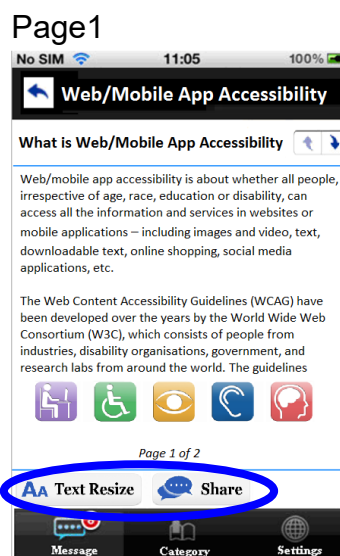 Page1
No SIM 11:05 100%
Web/Mobile App Accessibility
What is Web/Mobile App Accessibility
Web/mobile app accessibility is about whether all people,
irrespective of age, race, education or disability, can
access all the information and services in websites or
mobile applications – including images and video, text,
downloadable text, online shopping, social media
applications, etc.
The Web Content Accessibility Guidelines (WCAG) have
been developed over the years by the World Wide Web
Consortium (W3C), which consists of people from
industries, disability organisations, government, and
research labs from around the world. The guidelines
Page 1 of 2
AA Text Resize Share
Message Category Settings